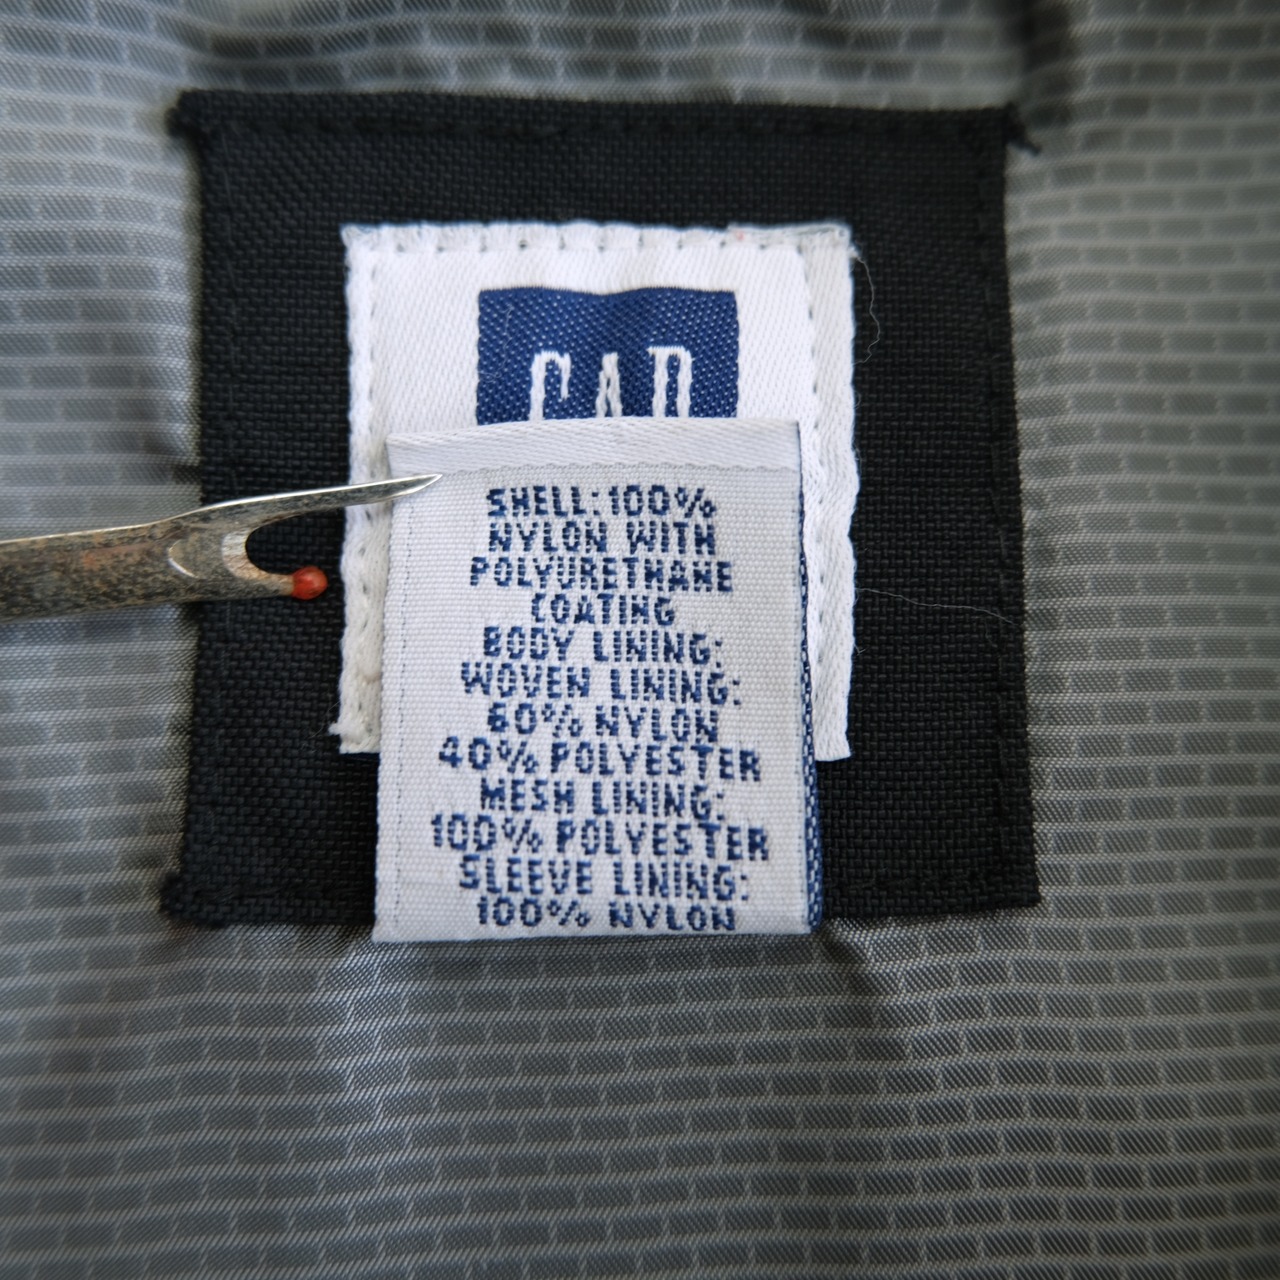 GAP
SHELL: 100%
NYLON WITH
POLYURETHANE
COATING
BODY LINING:
WOVEN LINING:
60% NYLON
40% POLYESTER
MESH LINING:
100% POLYESTER
SLEEVE LINING:
100% NYLON